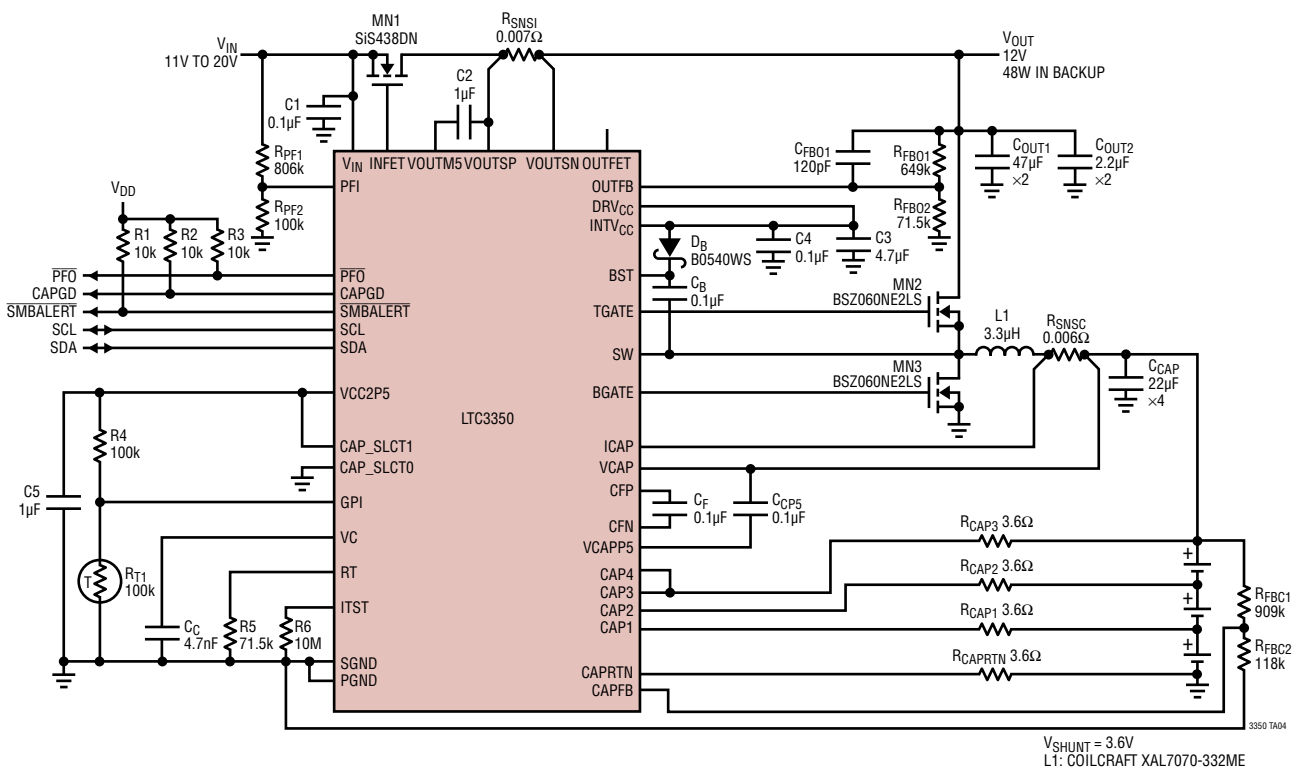 MN1
SiS438DN
RSNSI
0.007Ω
VIN
11V TO 20V
VOUT
12V
48W IN BACKUP
C1
0.1µF
C2
1µF
RPF1
806k
RPF2
100k
VIN INFET VOUTM5 VOUTSP VOUTSN OUTFET
PFI
OUTFB
DRVCC
INTVCC
CFBO1
120pF
RFBO1
649k
RFBO2
71.5k
COUT1
47µF
×2
COUT2
2.2µF
×2
VDD
R1
10k
R2
10k
R3
10k
DB
B0540WS
C4
0.1µF
C3
4.7µF
PFO
CAPGD
SMBALERT
SCL
SDA
PFO
CAPGD
SMBALERT
SCL
SDA
BST
CB
0.1µF
TGATE
SW
BGATE
MN2
BSZ060NE2LS
MN3
BSZ060NE2LS
L1
3.3µH
RSNSC
0.006Ω
CCAP
22µF
×4
VCC2P5
LTC3350
CAP_SLCT1
CAP_SLCT0
GPI
VC
RT
ITST
SGND
PGND
ICAP
VCAP
CFP
CFN
VCAPP5
CAP4
CAP3
CAP2
CAP1
CAPRTN
CAPFB
C5
1µF
R4
100k
T
RT1
100k
CC
4.7nF
R5
71.5k
R6
10M
CF
0.1µF
CCP5
0.1µF
RCAP3 3.6Ω
RCAP2 3.6Ω
RCAP1 3.6Ω
RCAPRTN 3.6Ω
+
+
+
RFBC1
909k
RFBC2
118k
3350 TA04
VSHUNT = 3.6V
L1: COILCRAFT XAL7070-332ME